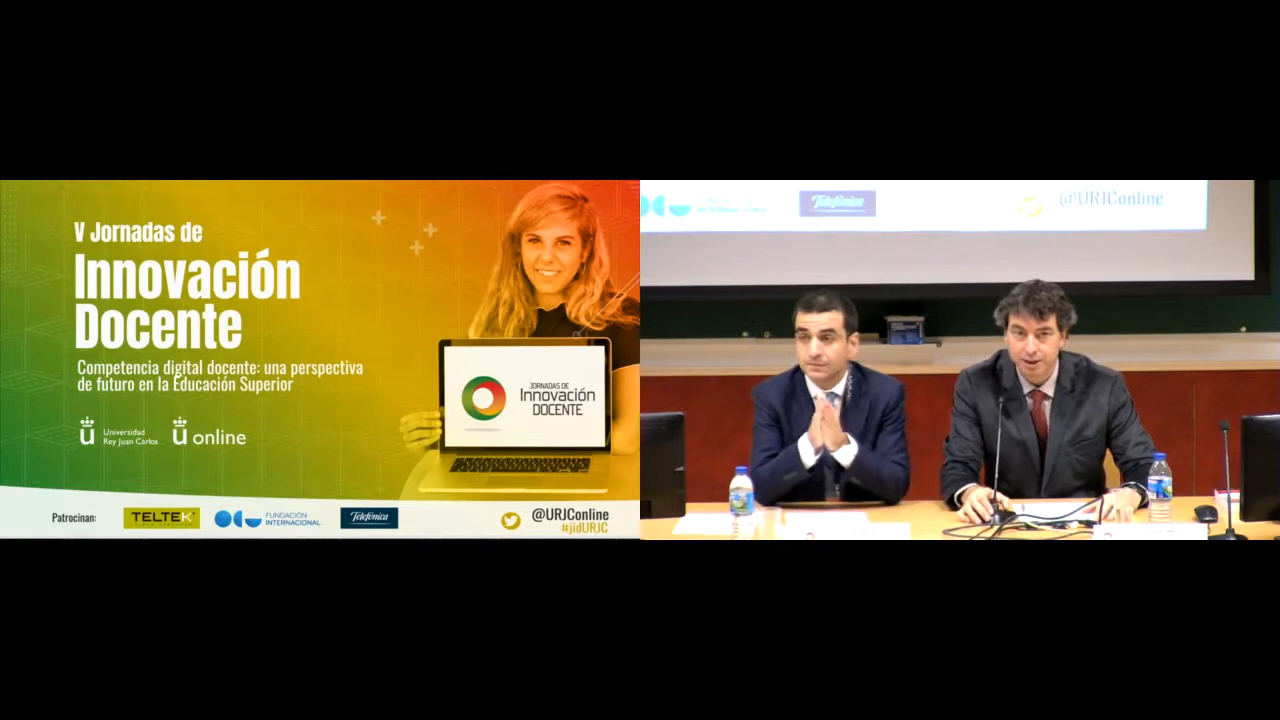 V Jornadas de
Innovación
Docente
Competencia digital docente: una perspectiva
de futuro en la Educación Superior
Universidad
Rey Juan Carlos
online
JORNADAS DE
Innovación
DOCENTE
Patrocinan:
TELTEK
FUNDACIÓN
INTERNACIONAL
Telefónica
@URJConline
#jidURJC
Telefónica
@URJConline